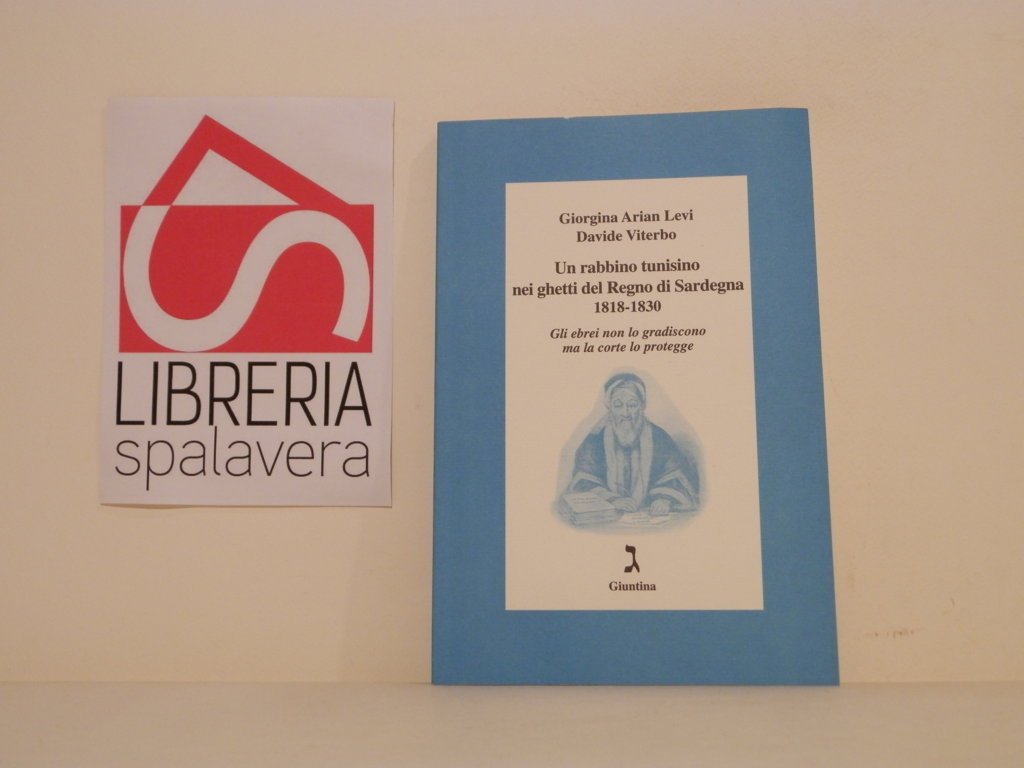 LIBRERIA
spalavera
Giorgina Arian Levi
Davide Viterbo
Un rabbino tunisino
nei ghetti del Regno di Sardegna
1818-1830
Gli ebrei non lo gradiscono
ma la corte lo protegge
ג
Giuntina